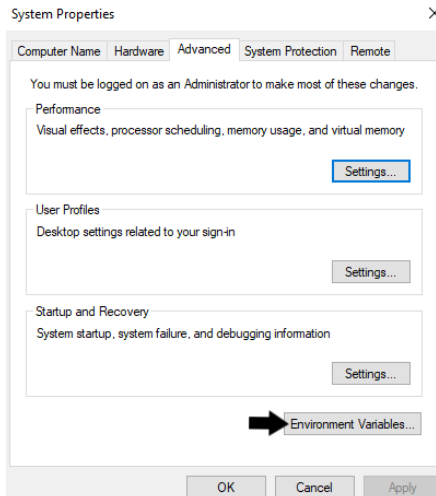 System Properties
Computer Name Hardware Advanced System Protection Remote
You must be logged on as an Administrator to make most of these changes.
Performance
Visual effects, processor scheduling, memory usage, and virtual memory
Settings...
User Profiles
Desktop settings related to your sign-in
Settings...
Startup and Recovery
System startup, system failure, and debugging information
Settings...
Environment Variables...
OK Cancel Apply